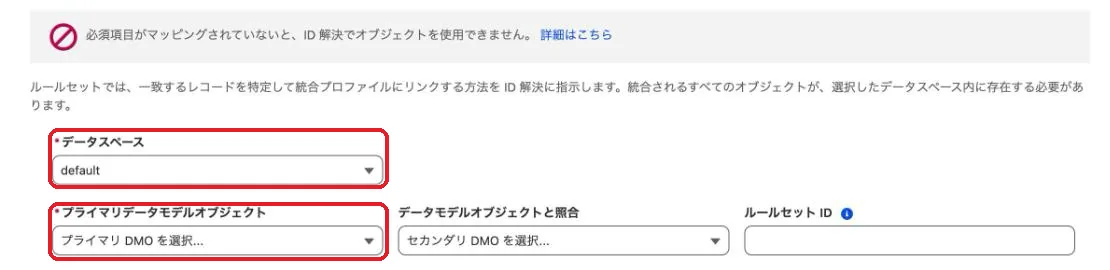 必須項目がマッピングされていないと、ID 解決でオブジェクトを使用できません。 詳細はこちら
ルールセットでは、一致するレコードを特定して統合プロファイルにリンクする方法を ID 解決に指示します。統合されるすべてのオブジェクトが、選択したデータスペース内に存在する必要があ
ります。
*データスペース
default
*プライマリデータモデルオブジェクト データモデルオブジェクトと照合 ルールセット ID
プライマリ DMO を選択... セカンダリ DMO を選択...